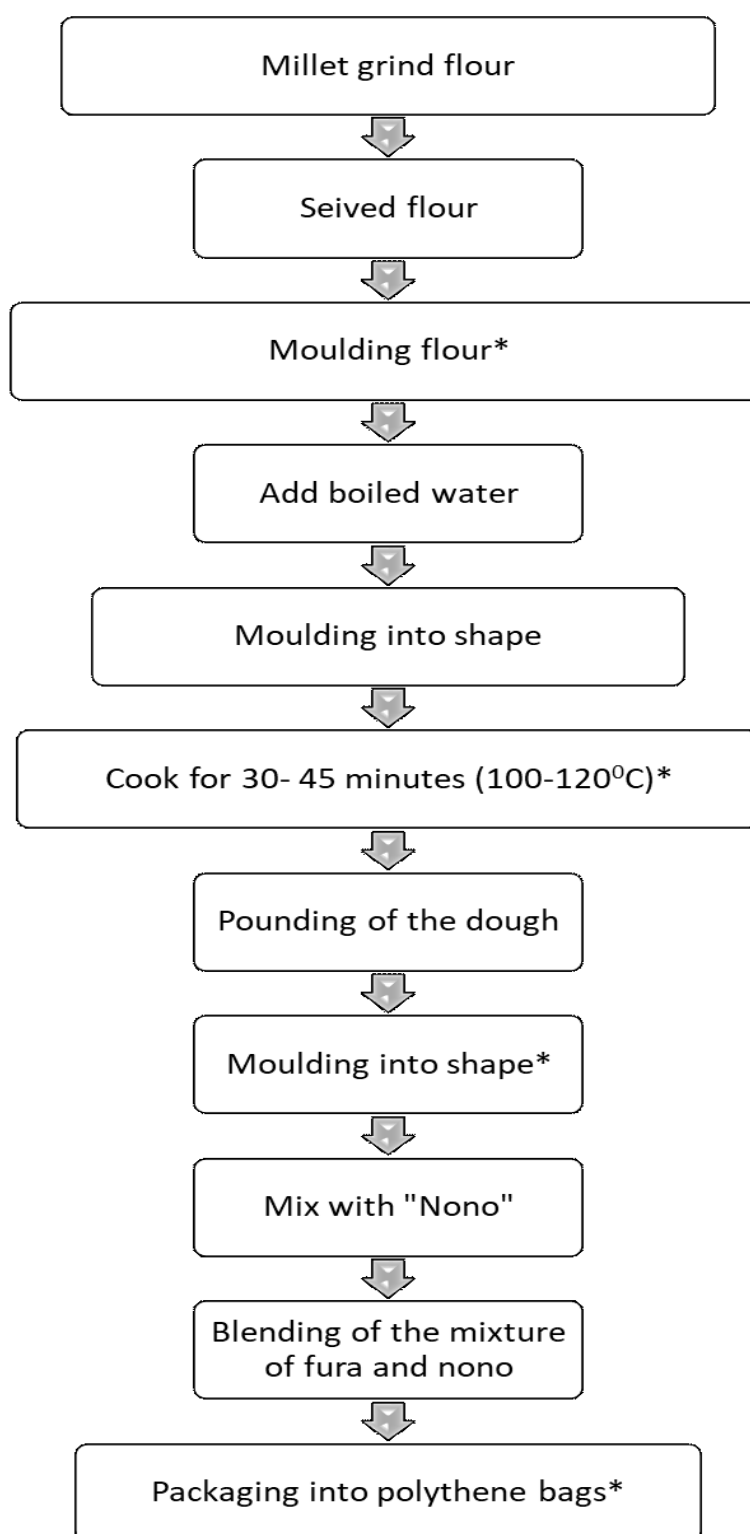 Millet grind flour
Seived flour
Moulding flour*
Add boiled water
Moulding into shape
Cook for 30- 45 minutes (100-120⁰C)*
Pounding of the dough
Moulding into shape*
Mix with "Nono"
Blending of the mixture
of fura and nono
Packaging into polythene bags*